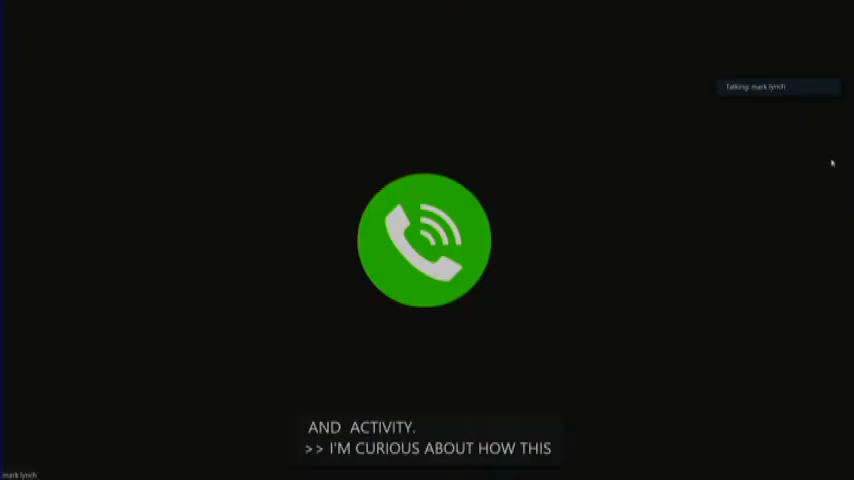 Talking: mark lynch
AND ACTIVITY.
>> I'M CURIOUS ABOUT HOW THIS
mark lynch